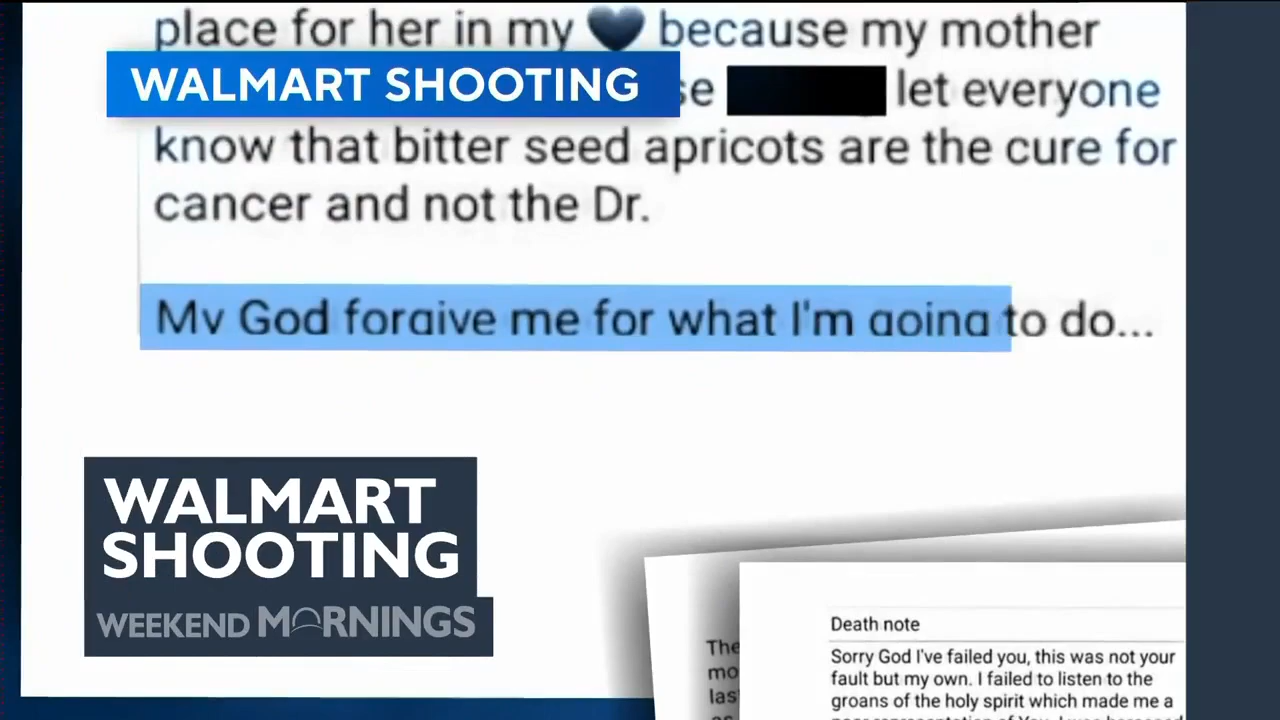 place for her in my 🖤 because my mother
WALMART SHOOTING
se let everyone
know that bitter seed apricots are the cure for
cancer and not the Dr.
My God forgive me for what I'm going to do...
WALMART
SHOOTING
WEEKEND MORNINGS
The
mo
las
Death note
Sorry God I've failed you, this was not your
fault but my own. I failed to listen to the
groans of the holy spirit which made me a